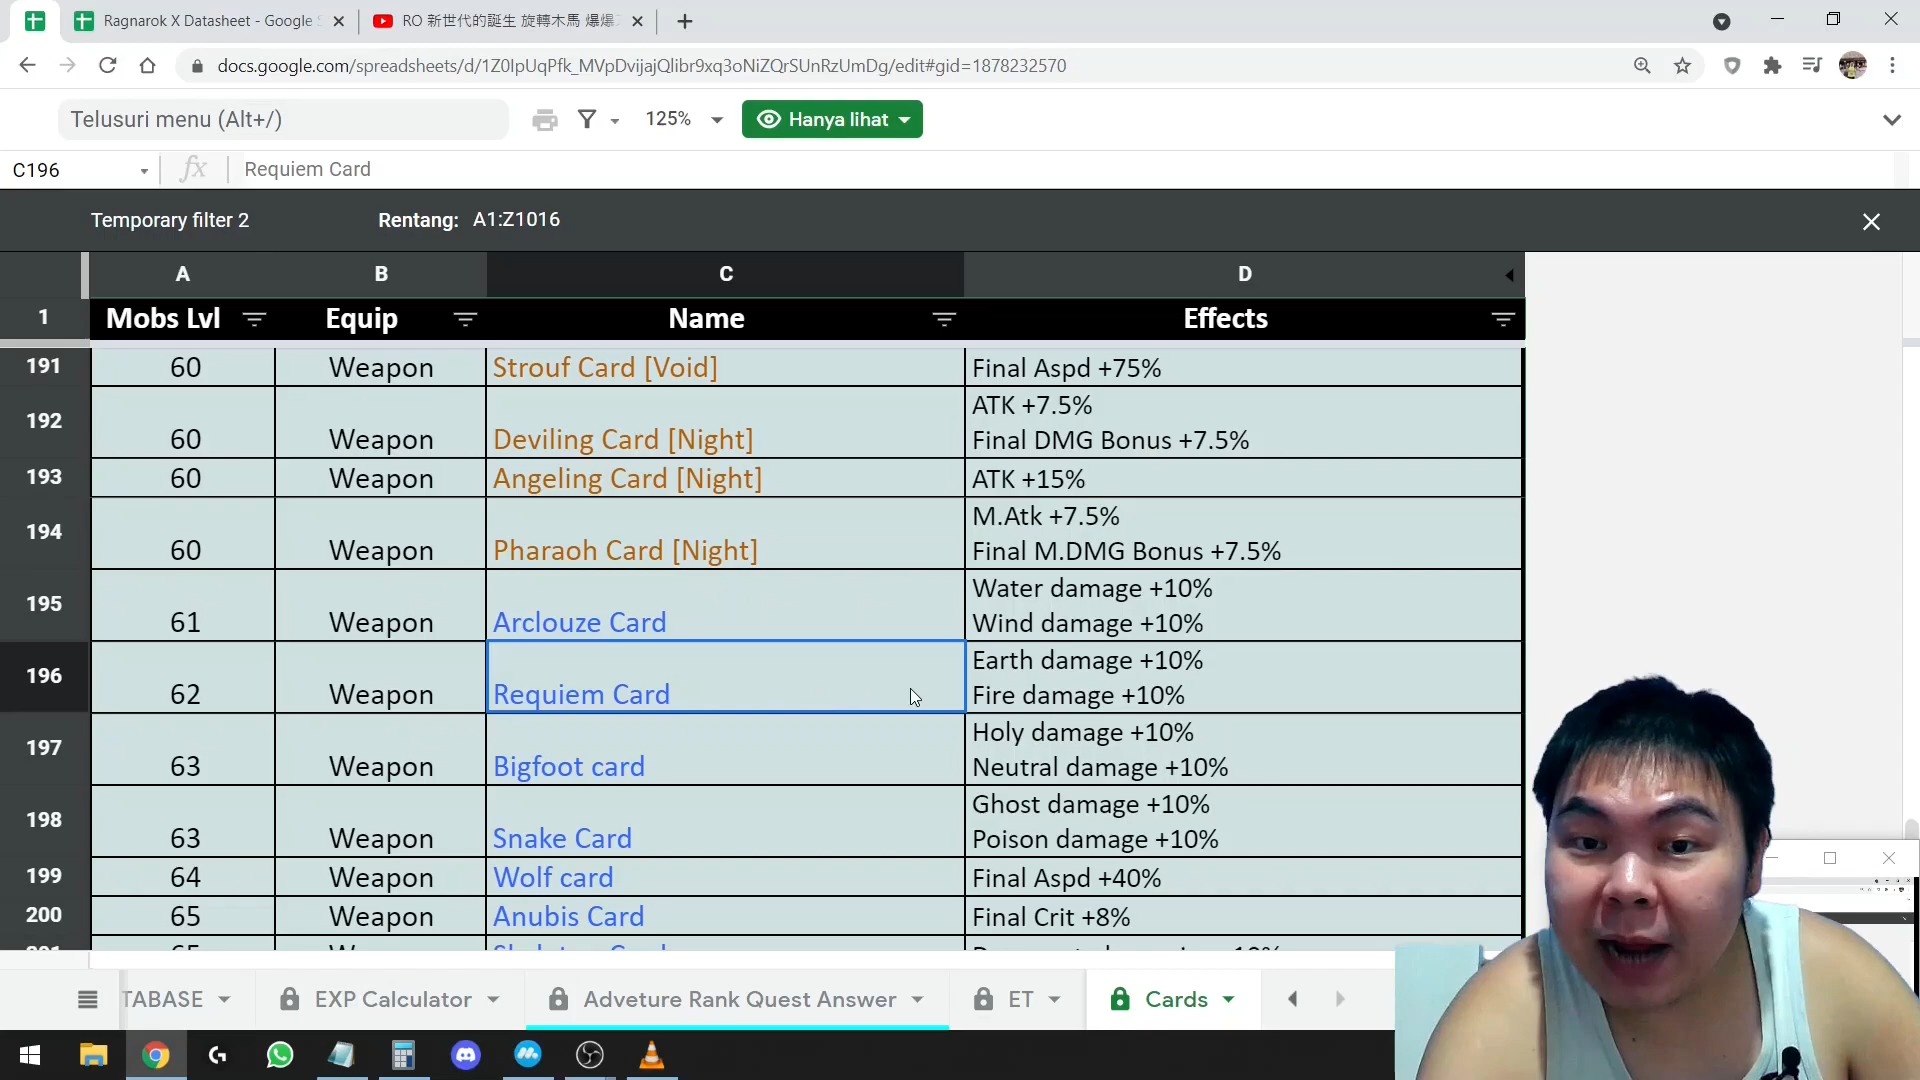 Ragnarok X Datasheet - Google
RO 新世代的誕生 旋轉木馬 爆爆
docs.google.com/spreadsheets/d/1Z0IpUqPfk_MVpDvijajQlibr9xq3oNiZQrSUnRzUmDg/edit#gid=1878232570
Telusuri menu (Alt+/)
125%
Hanya lihat
C196
fx
Requiem Card
Temporary filter 2
Rentang: A1:Z1016
A B C D
1 Mobs Lvl Equip Name Effects
191 60 Weapon Strouf Card [Void] Final Aspd +75%
192 60 Weapon Deviling Card [Night] ATK +7.5%
Final DMG Bonus +7.5%
193 60 Weapon Angeling Card [Night] ATK +15%
194 60 Weapon Pharaoh Card [Night] M.Atk +7.5%
Final M.DMG Bonus +7.5%
195 61 Weapon Arclouze Card Water damage +10%
Wind damage +10%
196 62 Weapon Requiem Card Earth damage +10%
Fire damage +10%
197 63 Weapon Bigfoot card Holy damage +10%
Neutral damage +10%
198 63 Weapon Snake Card Ghost damage +10%
Poison damage +10%
199 64 Weapon Wolf card Final Aspd +40%
200 65 Weapon Anubis Card Final Crit +8%
TABASE EXP Calculator Adveture Rank Quest Answer ET Cards